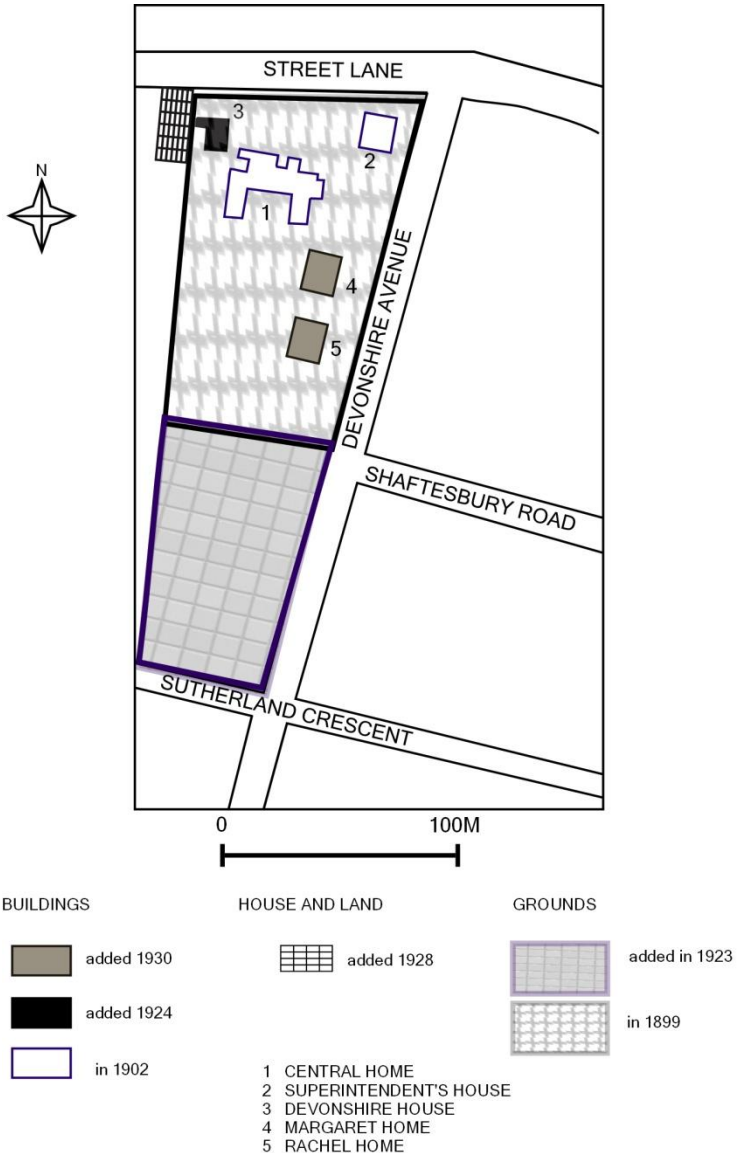 STREET LANE
3
2
N
1
4
5
DEVONSHIRE AVENUE
SHAFTESBURY ROAD
SUTHERLAND CRESCENT
0 100M
BUILDINGS
added 1930
added 1924
in 1902
HOUSE AND LAND
added 1928
GROUNDS
added in 1923
in 1899
1 CENTRAL HOME
2 SUPERINTENDENT'S HOUSE
3 DEVONSHIRE HOUSE
4 MARGARET HOME
5 RACHEL HOME